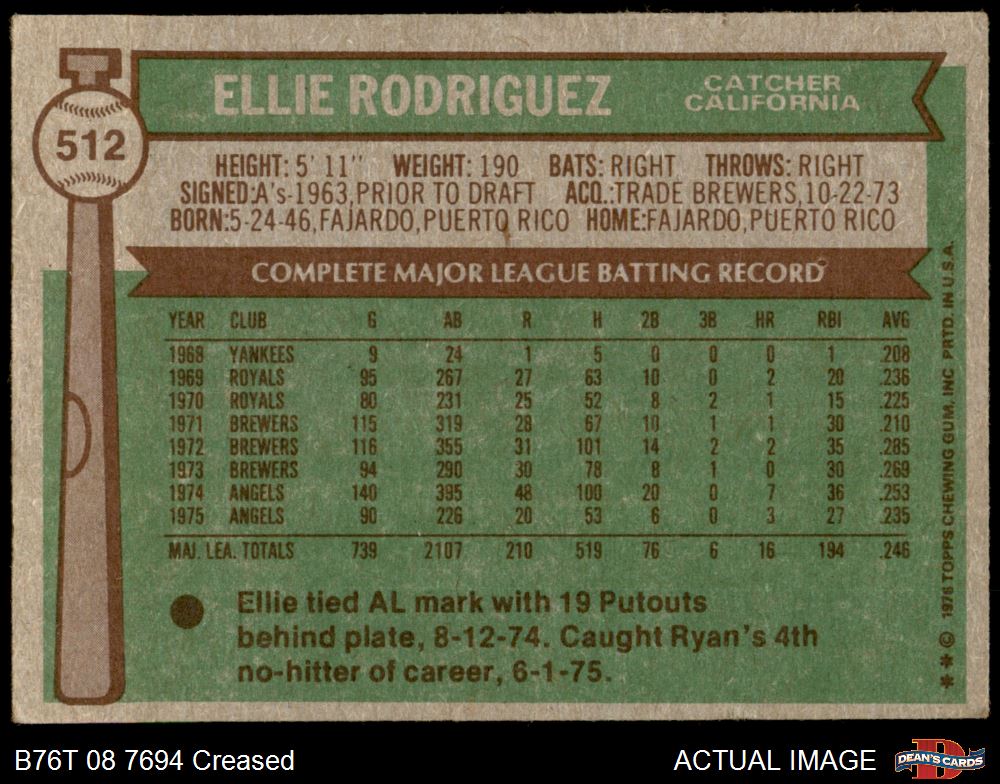 512
ELLIE RODRIGUEZ
CATCHER
CALIFORNIA
HEIGHT: 5' 11" WEIGHT: 190 BATS: RIGHT THROWS: RIGHT
SIGNED:A's-1963,PRIOR TO DRAFT ACQ.:TRADE BREWERS,10-22-73
BORN:5-24-46,FAJARDO,PUERTO RICO HOME:FAJARDO,PUERTO RICO
COMPLETE MAJOR LEAGUE BATTING RECORD
YEAR CLUB G AB R H 2B 3B HR RBI AVG
1968 YANKEES 9 24 1 5 0 0 0 1 .208
1969 ROYALS 95 267 27 63 10 0 2 20 .236
1970 ROYALS 80 231 25 52 8 2 1 15 .225
1971 BREWERS 115 319 28 67 10 1 1 30 .210
1972 BREWERS 116 355 31 101 14 2 2 35 .285
1973 BREWERS 94 290 30 78 8 1 0 30 .269
1974 ANGELS 140 395 48 100 20 0 7 36 .253
1975 ANGELS 90 226 20 53 6 0 3 27 .235
MAJ. LEA. TOTALS 739 2107 210 519 76 6 16 194 .246
Ellie tied AL mark with 19 Putouts
behind plate, 8-12-74. Caught Ryan's 4th
no-hitter of career, 6-1-75.
* * © 1976 TOPPS CHEWING GUM, INC PRTD. IN U.S.A.
B76T 08 7694 Creased
ACTUAL IMAGE
DEAN'S CARDS